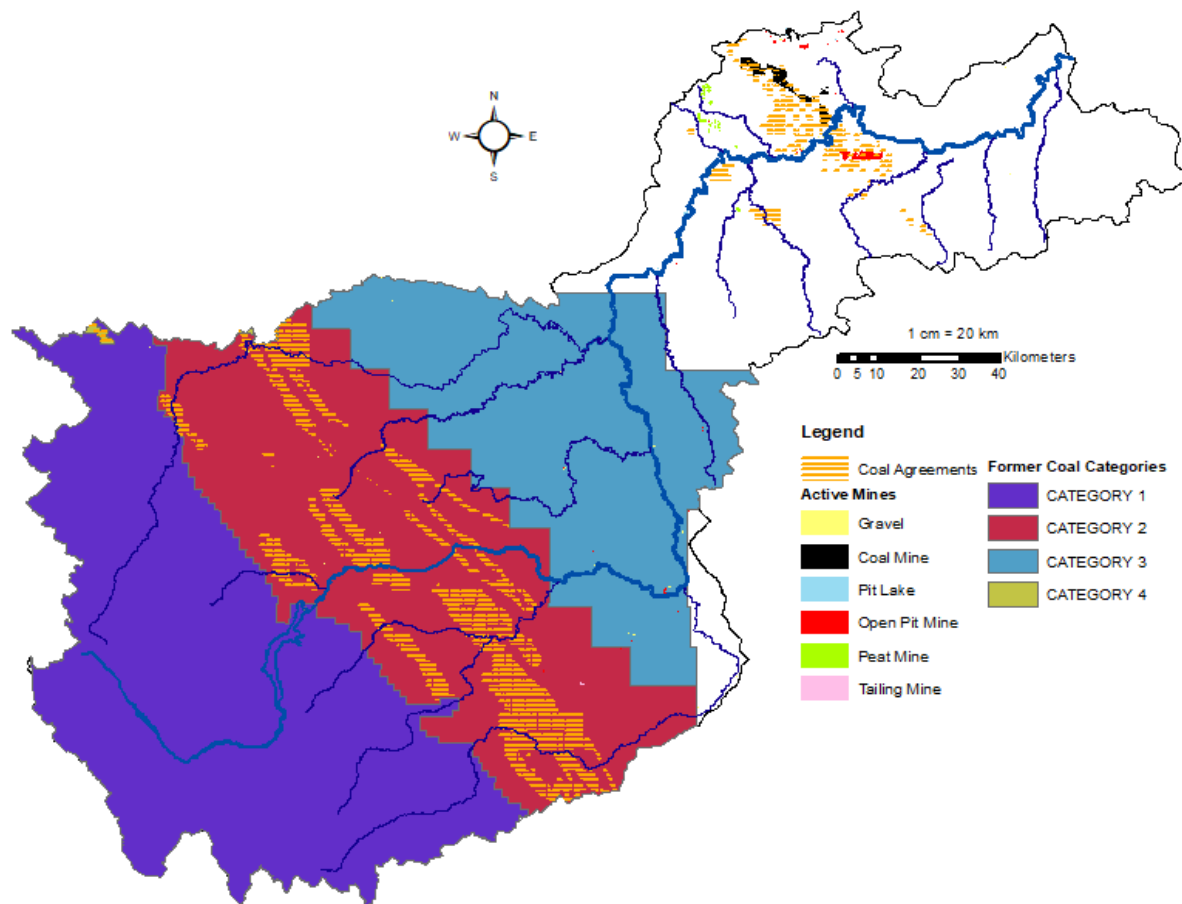 N
W E
S
1 cm = 20 km
Kilometers
0 5 10 20 30 40
Legend
Coal Agreements
Active Mines
Gravel
Coal Mine
Pit Lake
Open Pit Mine
Peat Mine
Tailing Mine
Former Coal Categories
CATEGORY 1
CATEGORY 2
CATEGORY 3
CATEGORY 4